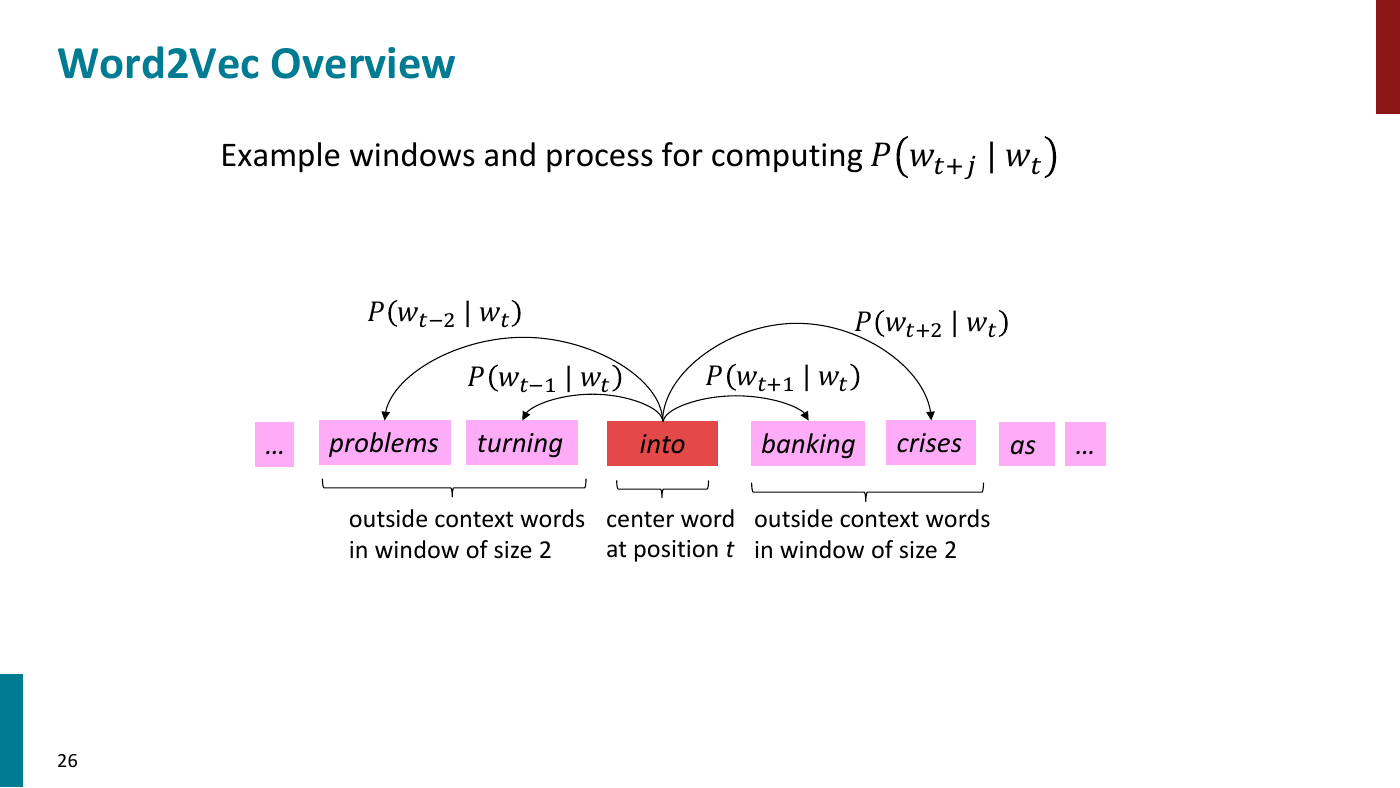 Word2Vec Overview
Example windows and process for computing P(w_{t+j} | w_t)
P(w_{t−2} | w_t)
P(w_{t+2} | w_t)
P(w_{t−1} | w_t)
P(w_{t+1} | w_t)
… problems turning into banking crises as …
outside context words
in window of size 2
center word
at position t
outside context words
in window of size 2
26